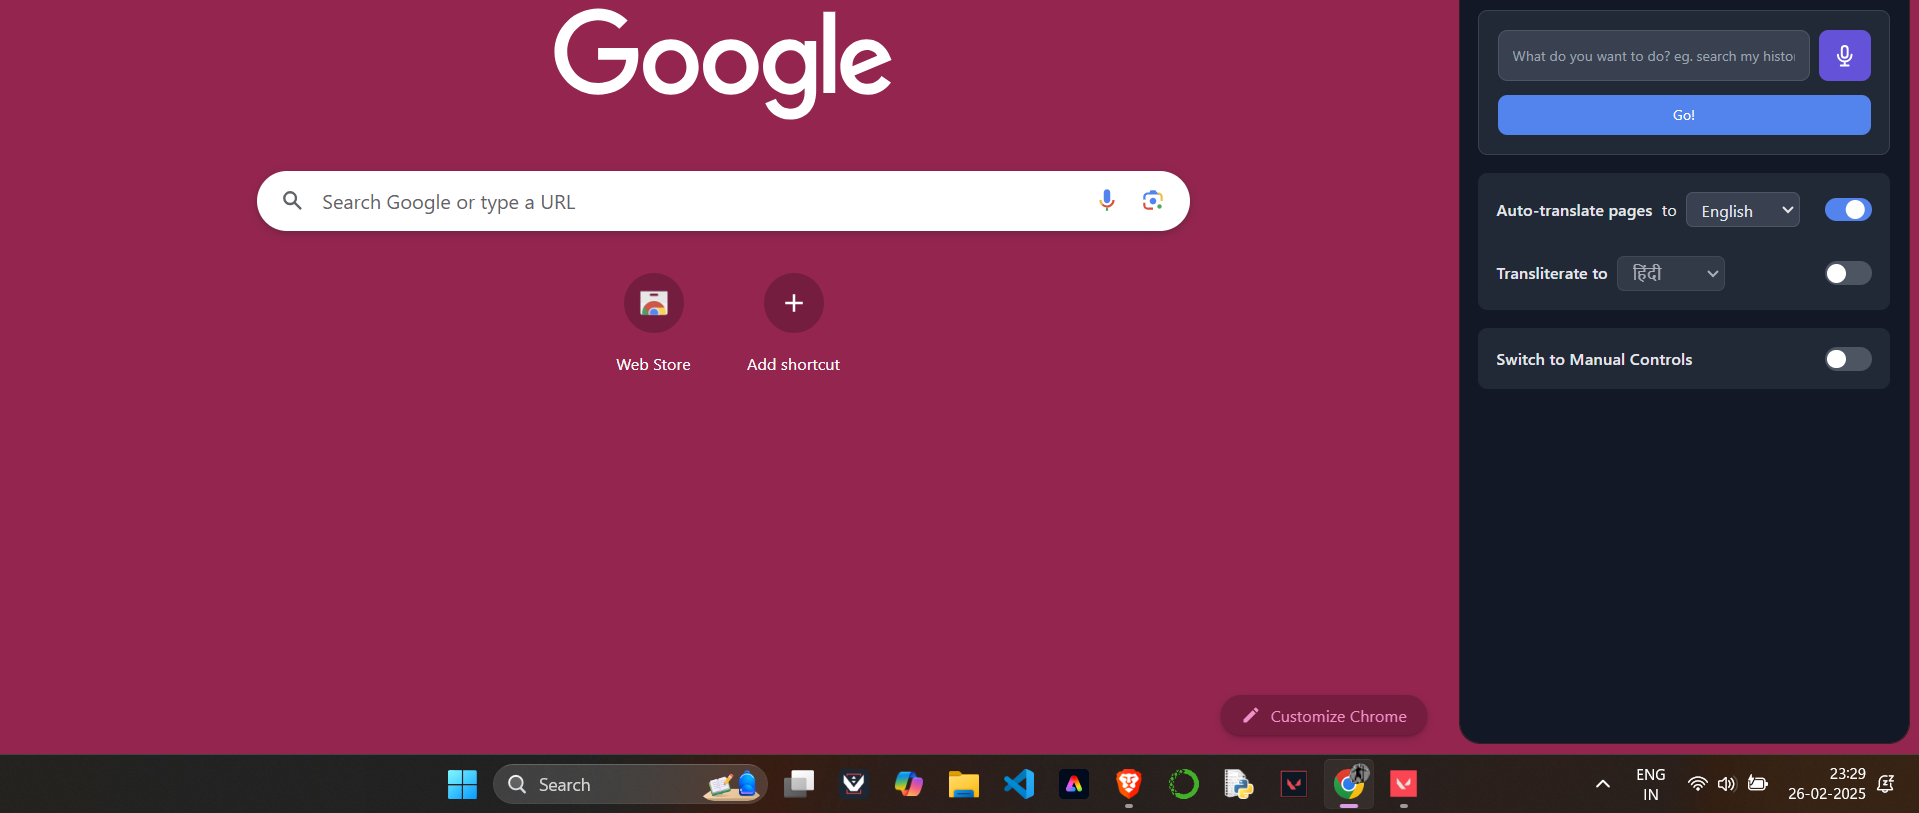 Google
Search Google or type a URL
Web Store
Add shortcut
Customize Chrome
What do you want to do? eg. search my histo
Go!
Auto-translate pages to English
Transliterate to हिंदी
Switch to Manual Controls
Search
ENG
IN
23:29
26-02-2025